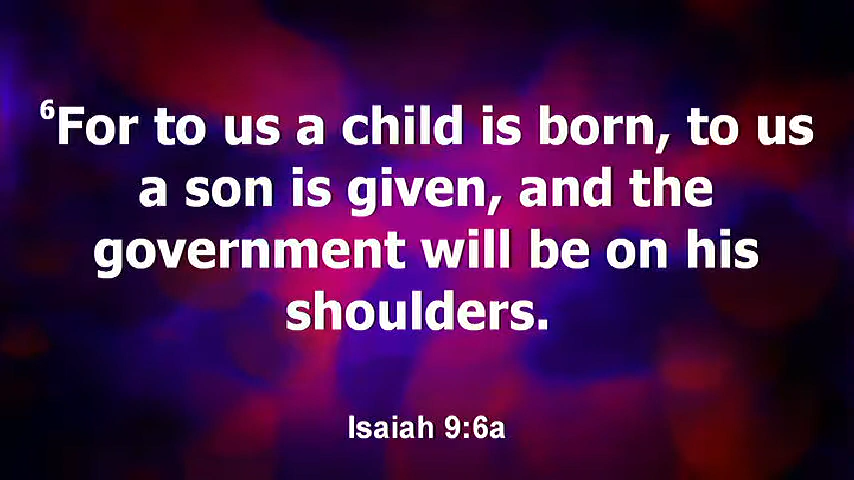 ⁶For to us a child is born, to us
a son is given, and the
government will be on his
shoulders.
Isaiah 9:6a